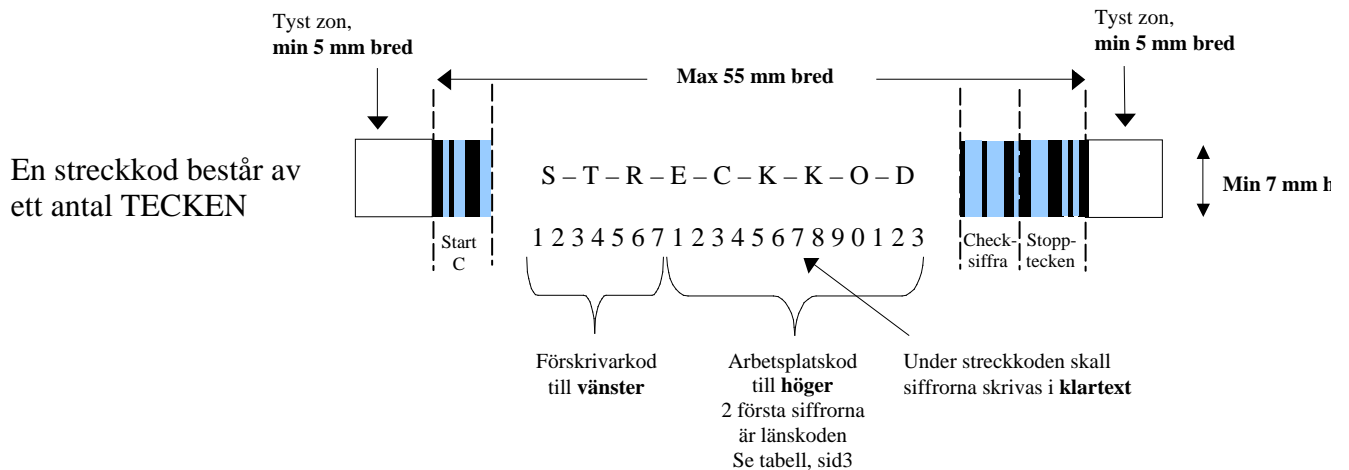 Tyst zon,
min 5 mm bred
Tyst zon,
min 5 mm bred
Max 55 mm bred
En streckkod består av
ett antal TECKEN
S – T – R – E – C – K – K – O – D
Min 7 mm h
1 2 3 4 5 6 7 1 2 3 4 5 6 7 8 9 0 1 2 3
Start
C
Check-
siffra
Stopp-
tecken
Förskrivarkod
till vänster
Arbetsplatskod
till höger
2 första siffrorna
är länskoden
Se tabell, sid3
Under streckkoden skall
siffrorna skrivas i klartext